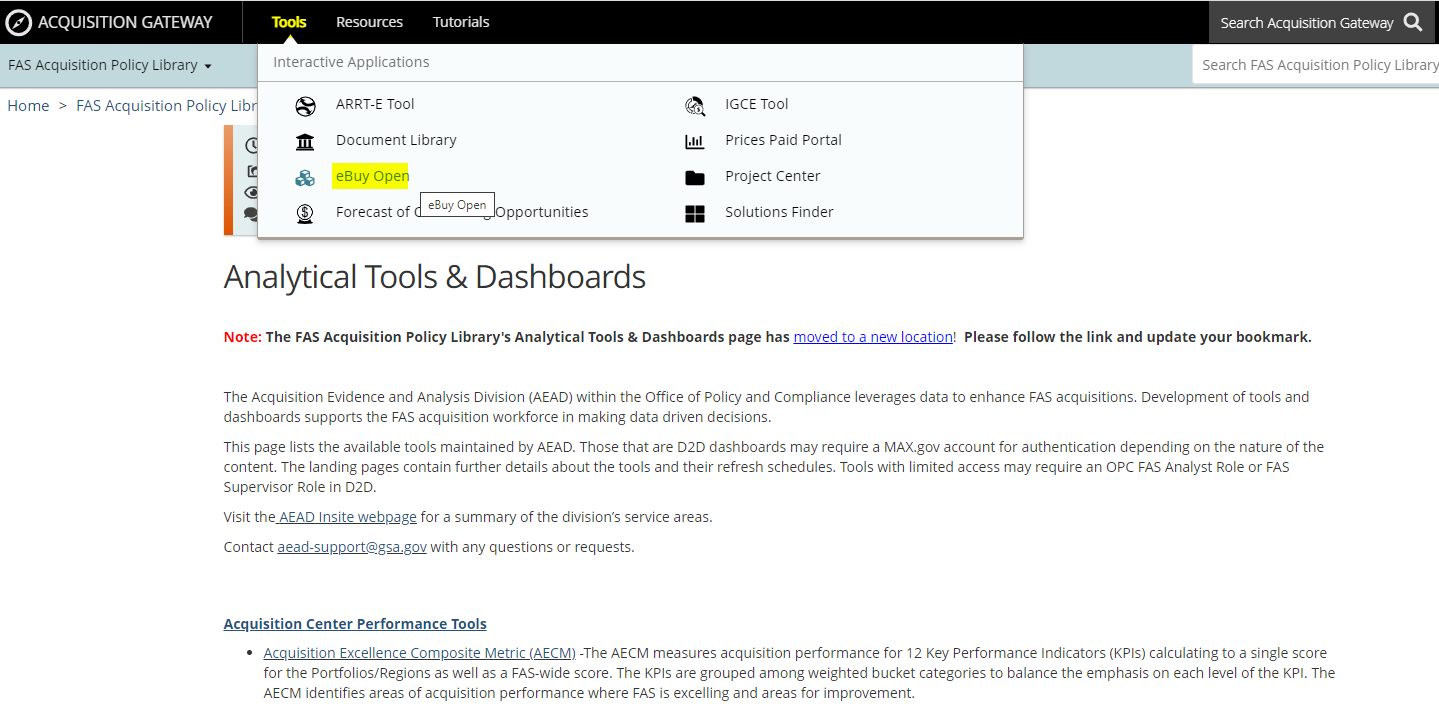 ACQUISITION GATEWAY
Tools
Resources
Tutorials
Search Acquisition Gateway
FAS Acquisition Policy Library
Search FAS Acquisition Policy Library
Interactive Applications
Home > FAS Acquisition Policy Libr
ARRT-E Tool
IGCE Tool
Document Library
Prices Paid Portal
eBuy Open
Project Center
eBuy Open
Forecast of Opportunities
Solutions Finder
Analytical Tools & Dashboards
Note: The FAS Acquisition Policy Library's Analytical Tools & Dashboards page has moved to a new location! Please follow the link and update your bookmark.
The Acquisition Evidence and Analysis Division (AEAD) within the Office of Policy and Compliance leverages data to enhance FAS acquisitions. Development of tools and
dashboards supports the FAS acquisition workforce in making data driven decisions.
This page lists the available tools maintained by AEAD. Those that are D2D dashboards may require a MAX.gov account for authentication depending on the nature of the
content. The landing pages contain further details about the tools and their refresh schedules. Tools with limited access may require an OPC FAS Analyst Role or FAS
Supervisor Role in D2D.
Visit the AEAD Insite webpage for a summary of the division’s service areas.
Contact aead-support@gsa.gov with any questions or requests.
Acquisition Center Performance Tools
• Acquisition Excellence Composite Metric (AECM) -The AECM measures acquisition performance for 12 Key Performance Indicators (KPIs) calculating to a single score
for the Portfolios/Regions as well as a FAS-wide score. The KPIs are grouped among weighted bucket categories to balance the emphasis on each level of the KPI. The
AECM identifies areas of acquisition performance where FAS is excelling and areas for improvement.